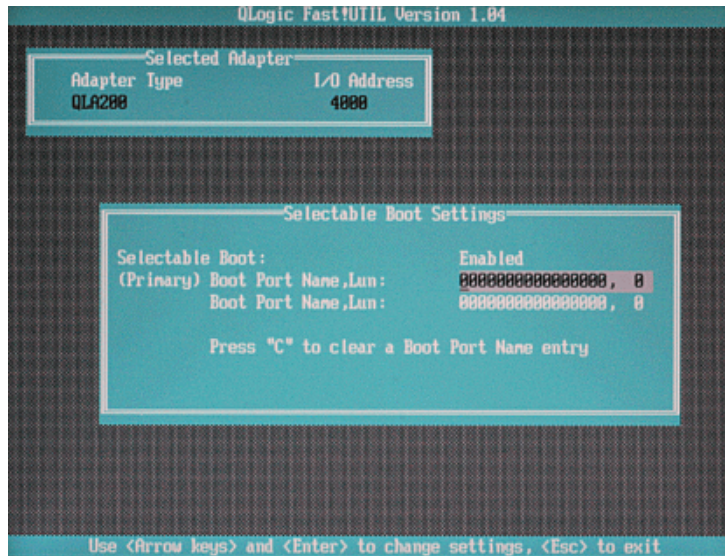 QLogic Fast!UTIL Version 1.04
Selected Adapter
Adapter Type I/O Address
QLA200 4000
Selectable Boot Settings
Selectable Boot: Enabled
(Primary) Boot Port Name,Lun: 0000000000000000, 0
Boot Port Name,Lun: 0000000000000000, 0
Press "C" to clear a Boot Port Name entry
Use <Arrow keys> and <Enter> to change settings, <Esc> to exit